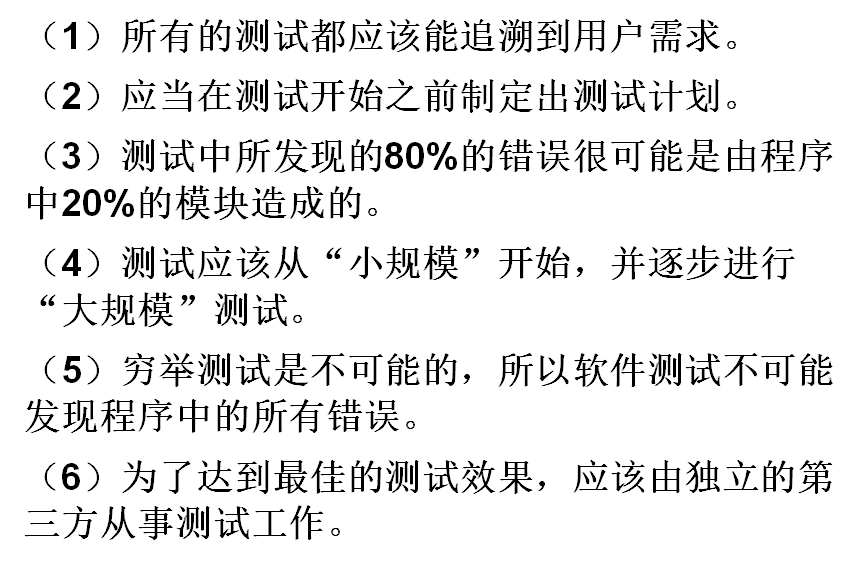 （1）所有的测试都应该能追溯到用户需求。
（2）应当在测试开始之前制定出测试计划。
（3）测试中所发现的80%的错误很可能是由程序
中20%的模块造成的。
（4）测试应该从“小规模”开始，并逐步进行
“大规模”测试。
（5）穷举测试是不可能的，所以软件测试不可能
发现程序中的所有错误。
（6）为了达到最佳的测试效果，应该由独立的第
三方从事测试工作。